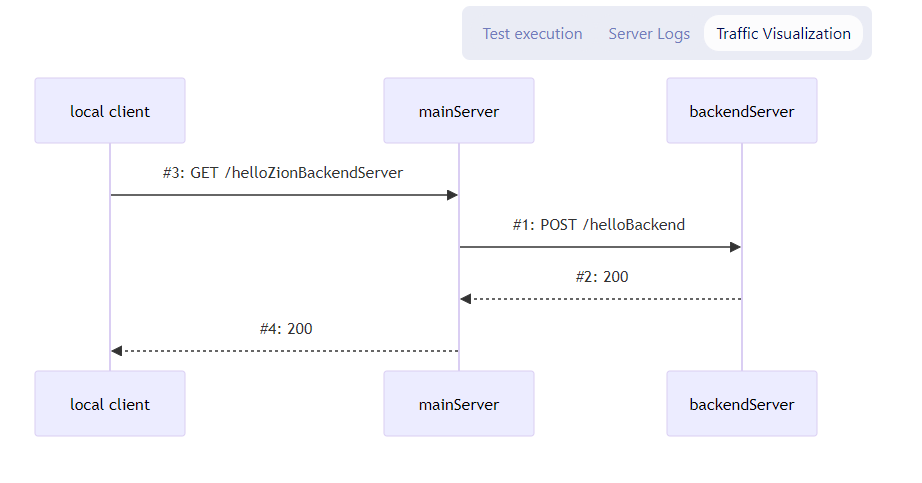 Test execution Server Logs Traffic Visualization
local client mainServer backendServer
#3: GET /helloZionBackendServer
#1: POST /helloBackend
#2: 200
#4: 200
local client mainServer backendServer